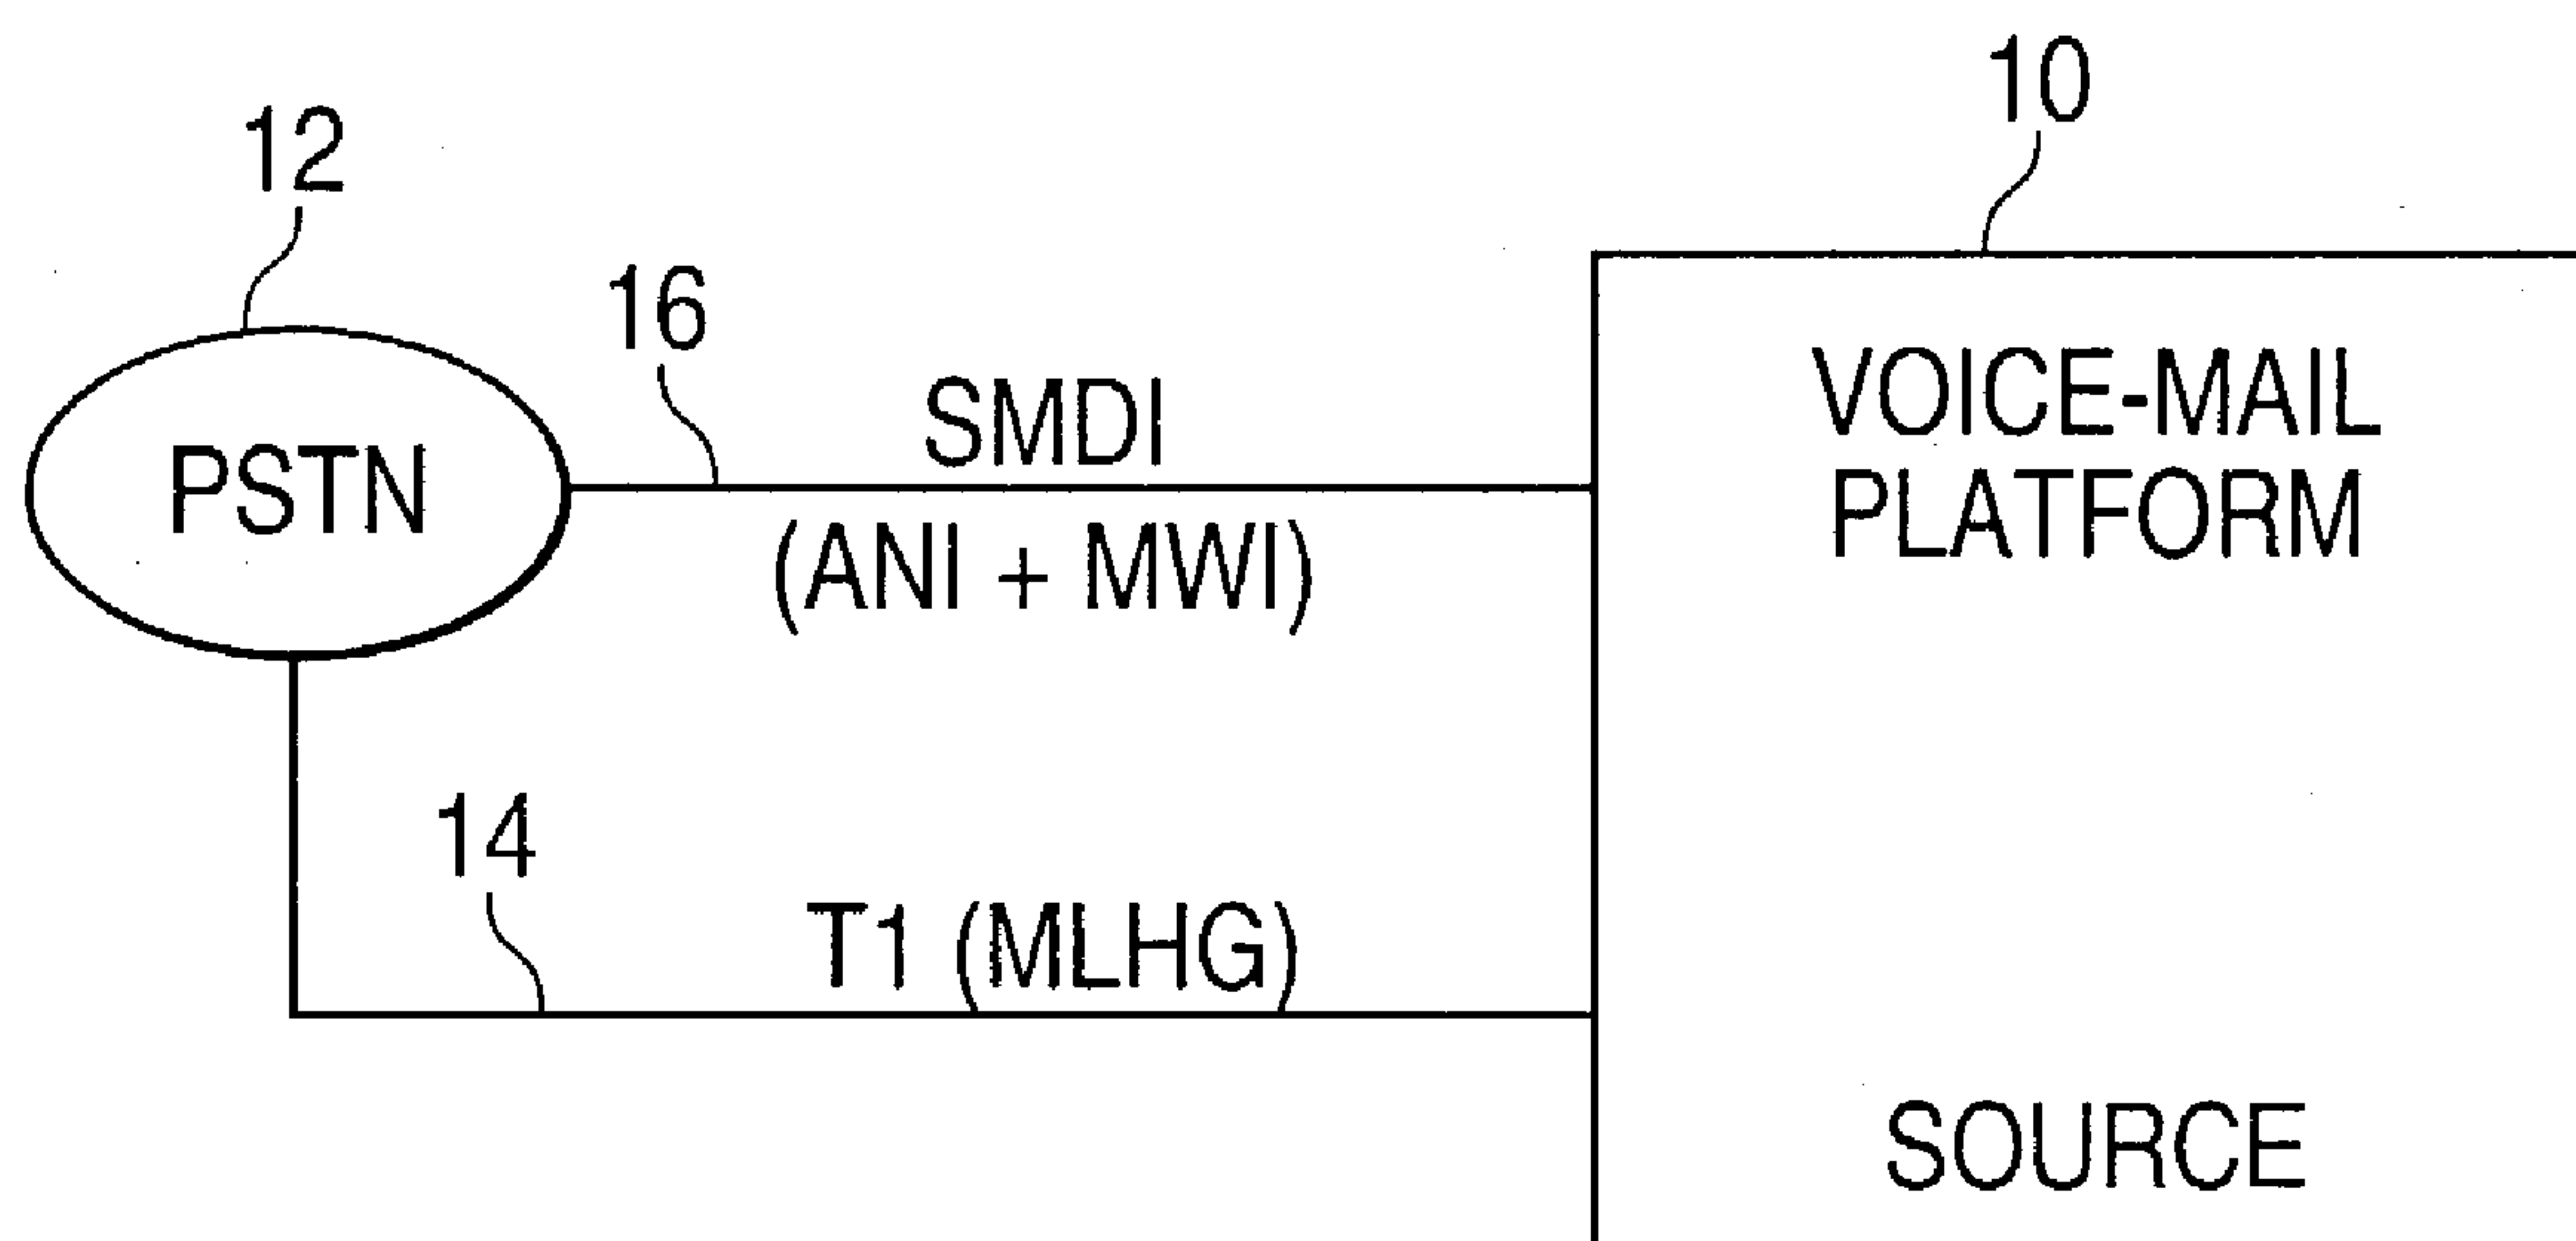 10
12
16
SMDI
VOICE-MAIL
PLATFORM
PSTN
(ANI + MWI)
14
T1 (MLHG)
SOURCE